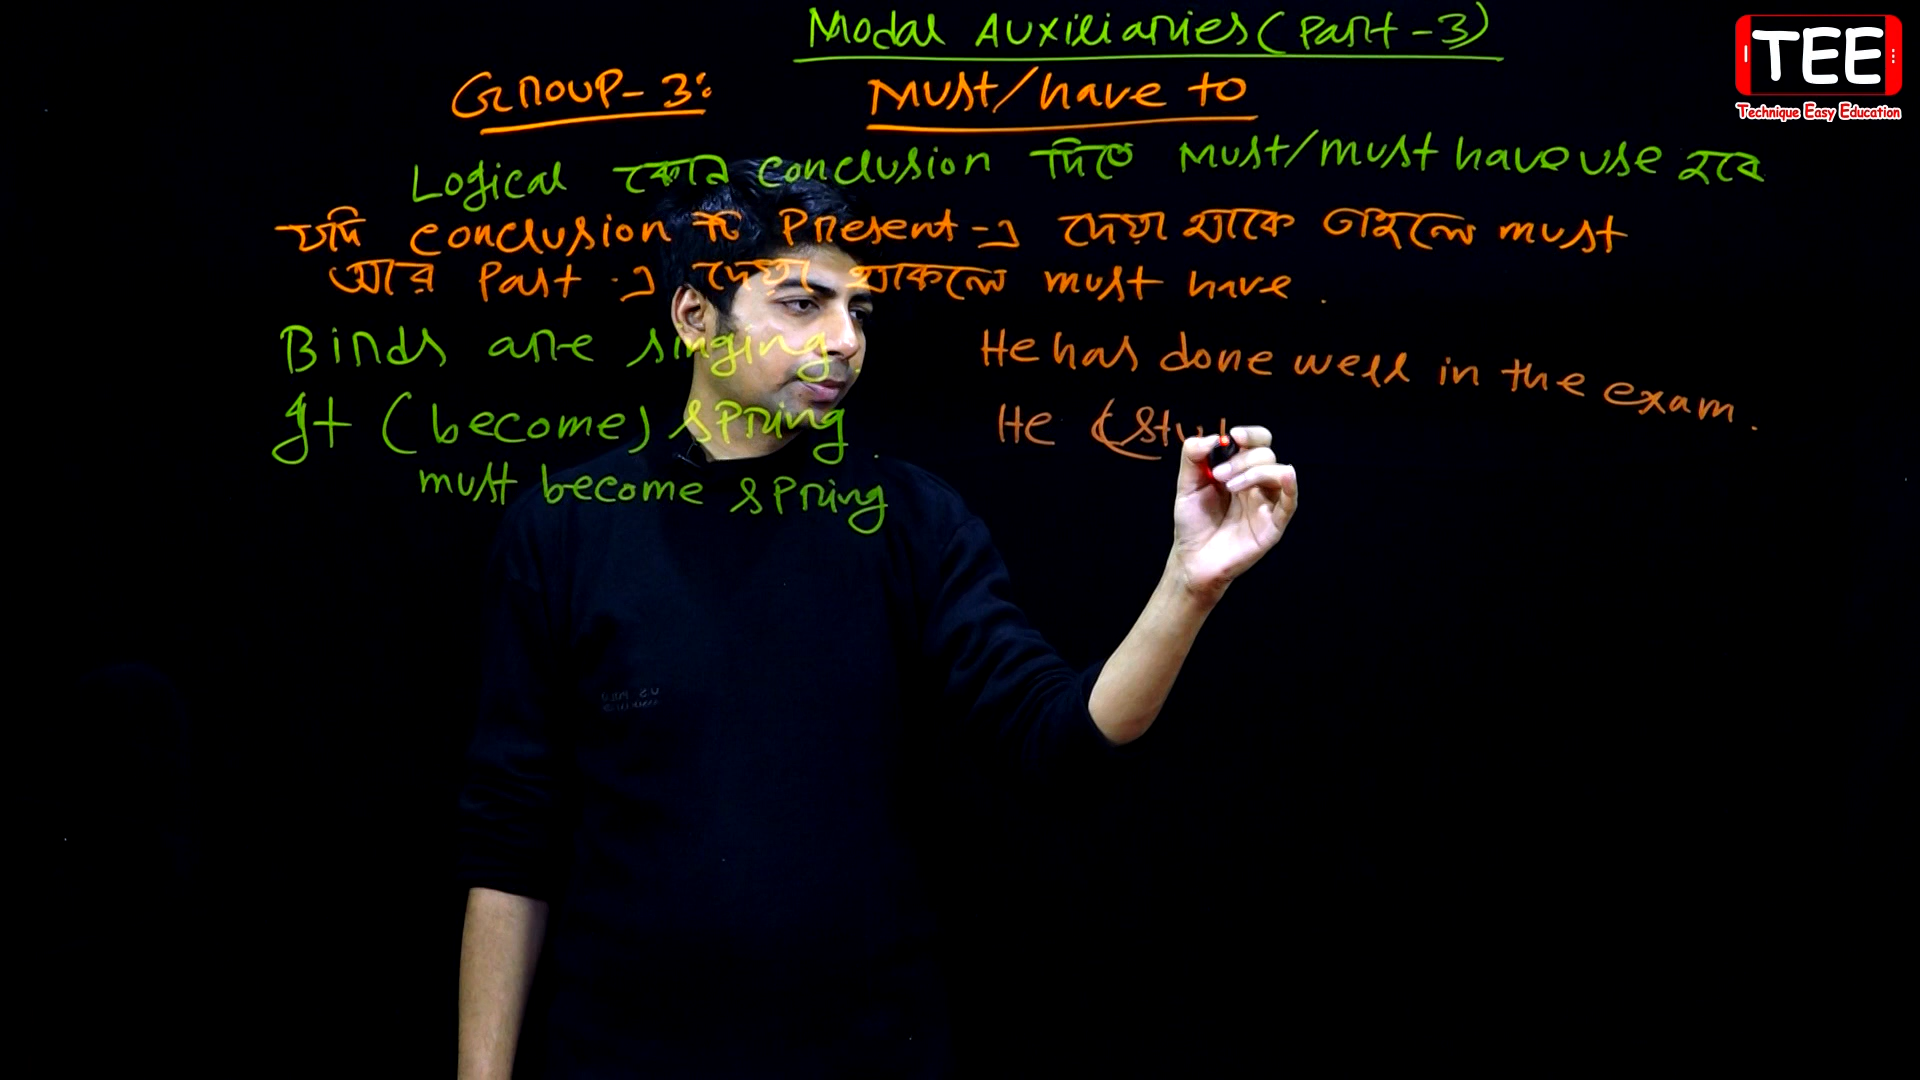 Modal Auxiliaries (Part-3)
TEE
Technique Easy Education
Group-3: Must/have to
Logical কোন conclusion দিতে Must/must have use হবে
যদি conclusion টি Present-এ দেয়া থাকে তাহলে must
আর Past-এ দেয়া থাকলে must have.
Birds are singing.
He has done well in the exam.
It (become) spring.
He (Stu
must become spring